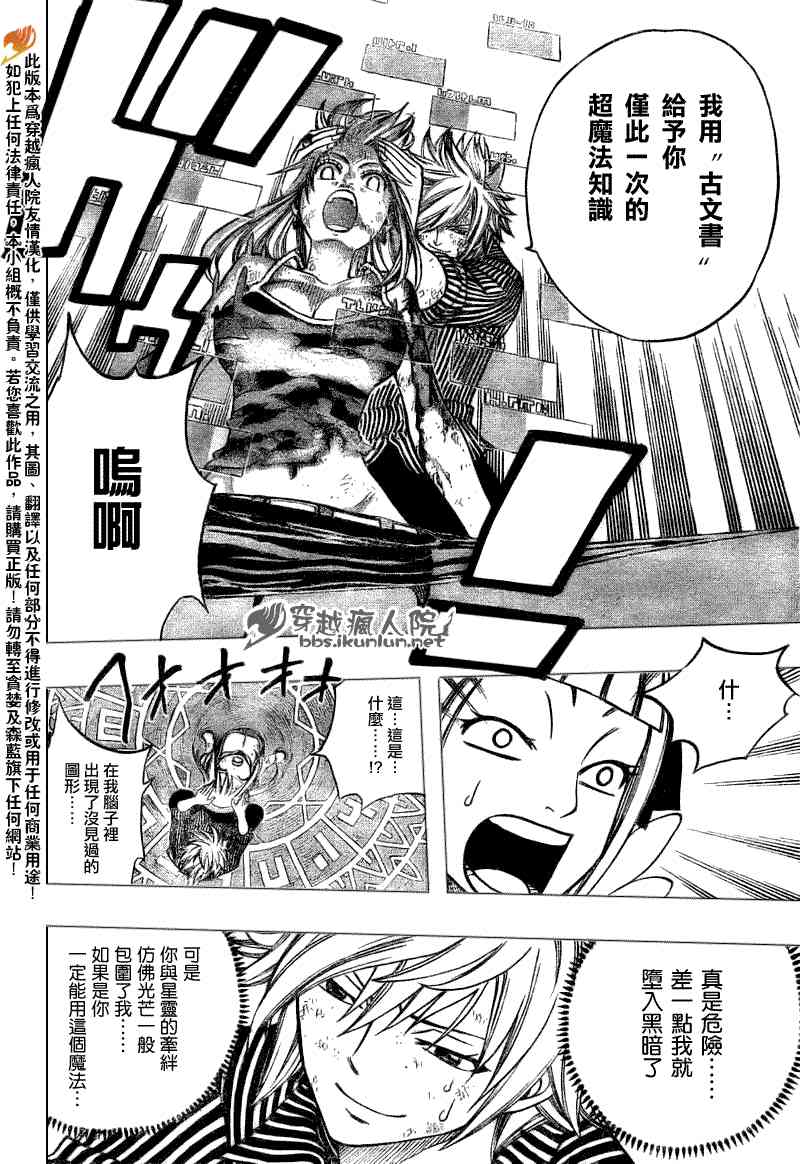 我用"古文書"
給予你
僅此一次的
超魔法知識
嗚啊
什…
這…這是…
什麼……!?
在我腦子裡
出現了沒見過的
圖形……
真是危險……
差一點我就
墮入黑暗了
可是
你與星靈的牽絆
仿佛光芒一般
包圍了我……
如果是你
一定能用這個魔法…
穿越瘋人院
bbs.ikunlun.net
此版本爲穿越瘋人院友情漢化，僅供學習交流之用，其圖、翻譯以及任何部分不得進行修改或用于任何商業用途！
如犯上任何法律責任，本小組概不負責。若您喜歡此作品，請購買正版！請勿轉至貪婪及森藍旗下任何網站！